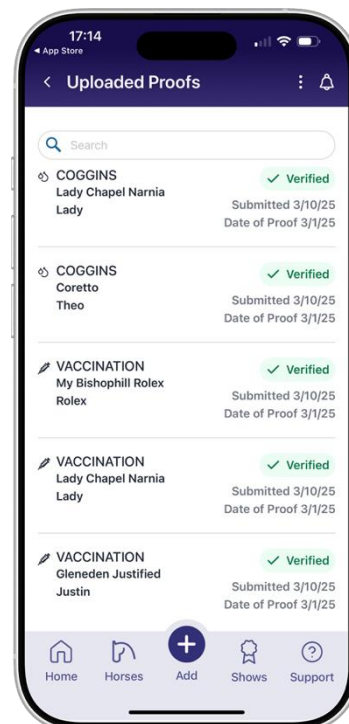 17:14
App Store
Uploaded Proofs
Search
COGGINS
Verified
Lady Chapel Narnia
Lady
Submitted 3/10/25
Date of Proof 3/1/25
COGGINS
Verified
Coretto
Theo
Submitted 3/10/25
Date of Proof 3/1/25
VACCINATION
Verified
My Bishophill Rolex
Rolex
Submitted 3/10/25
Date of Proof 3/1/25
VACCINATION
Verified
Lady Chapel Narnia
Lady
Submitted 3/10/25
Date of Proof 3/1/25
VACCINATION
Verified
Gleneden Justified
Justin
Submitted 3/10/25
Date of Proof 3/1/25
Home
Horses
Add
Shows
Support